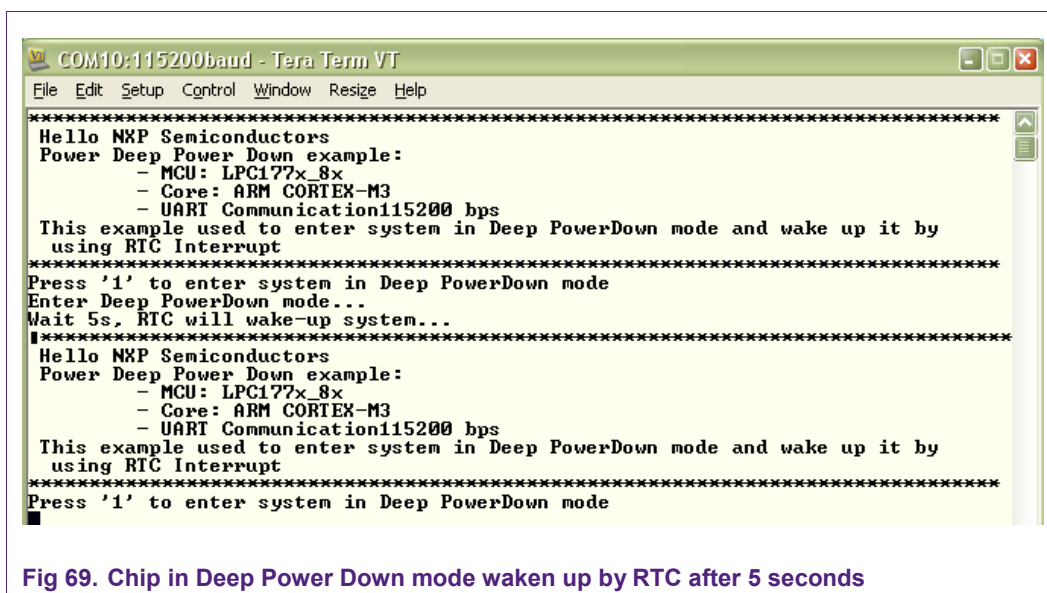 COM10:115200baud - Tera Term VT
File Edit Setup Control Window Resize Help
********************************************************************************
Hello NXP Semiconductors
Power Deep Power Down example:
- MCU: LPC177x_8x
- Core: ARM CORTEX-M3
- UART Communication115200 bps
This example used to enter system in Deep PowerDown mode and wake up it by
using RTC Interrupt
********************************************************************************
Press '1' to enter system in Deep PowerDown mode
Enter Deep PowerDown mode...
Wait 5s, RTC will wake-up system...
********************************************************************************
Hello NXP Semiconductors
Power Deep Power Down example:
- MCU: LPC177x_8x
- Core: ARM CORTEX-M3
- UART Communication115200 bps
This example used to enter system in Deep PowerDown mode and wake up it by
using RTC Interrupt
********************************************************************************
Press '1' to enter system in Deep PowerDown mode
Fig 69. Chip in Deep Power Down mode waken up by RTC after 5 seconds